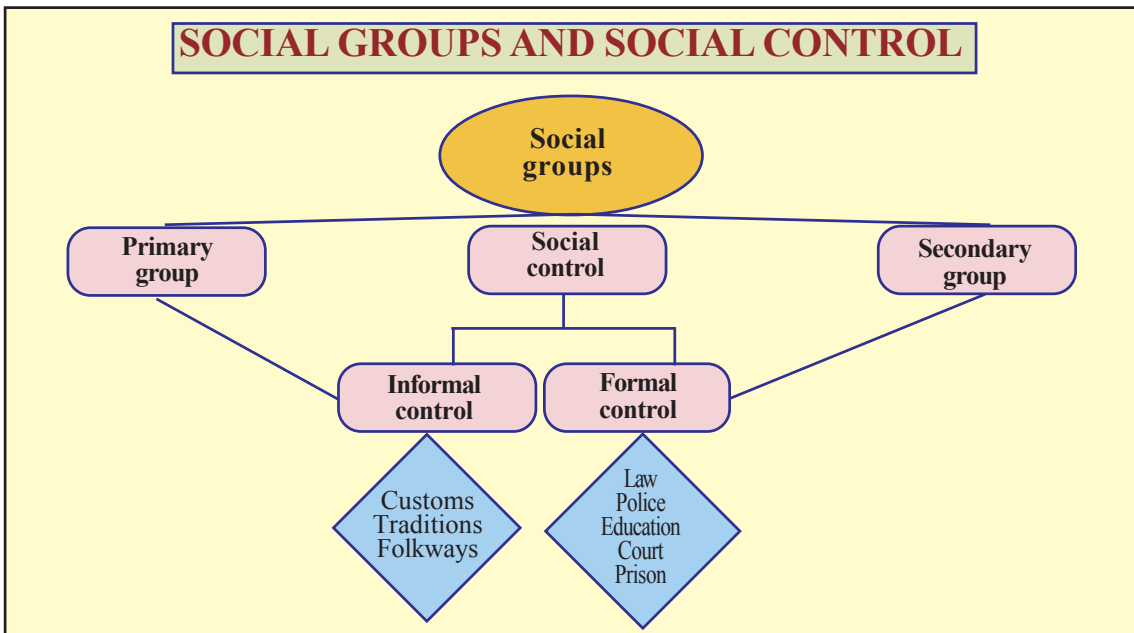 SOCIAL GROUPS AND SOCIAL CONTROL
Social
groups
Primary
group
Social
control
Secondary
group
Informal
control
Formal
control
Customs
Traditions
Folkways
Law
Police
Education
Court
Prison